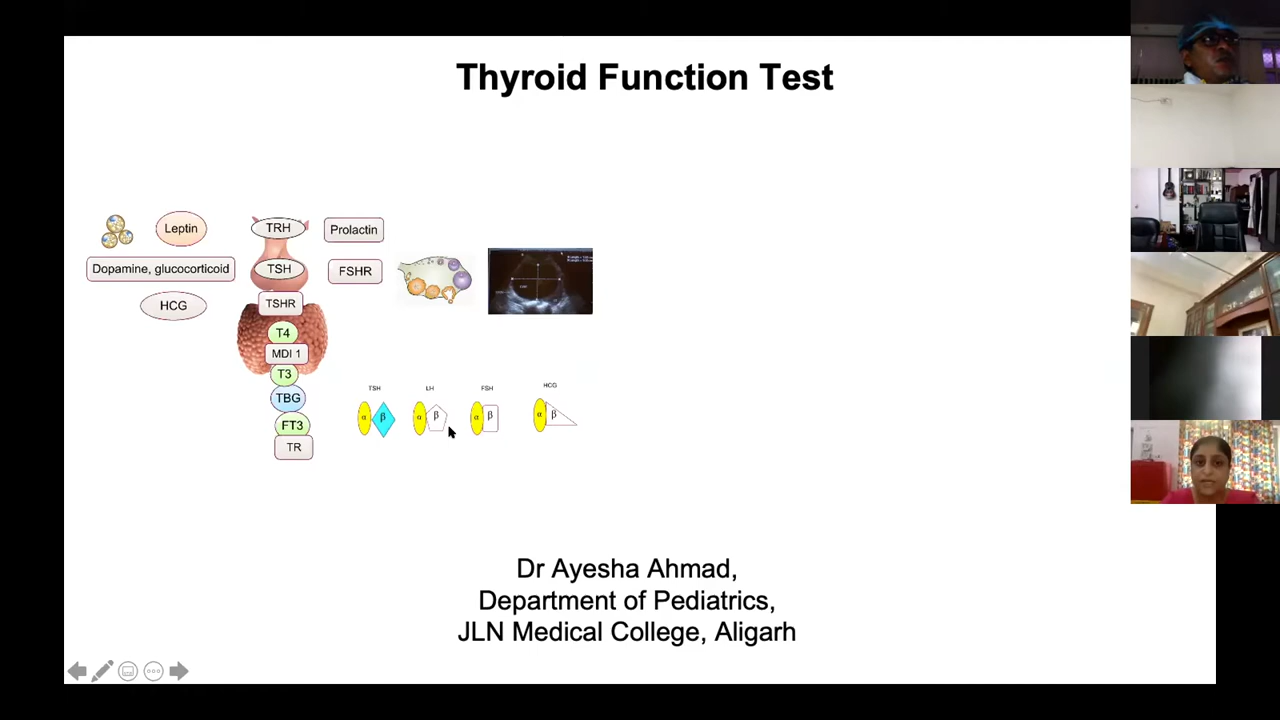 Thyroid Function Test
Leptin
TRH
Prolactin
Dopamine, glucocorticoid
TSH
FSHR
HCG
TSHR
T4
MDI 1
T3
TBG
FT3
TR
TSH
LH
FSH
HCG
α β
α β
α β
α β
Dr Ayesha Ahmad,
Department of Pediatrics,
JLN Medical College, Aligarh